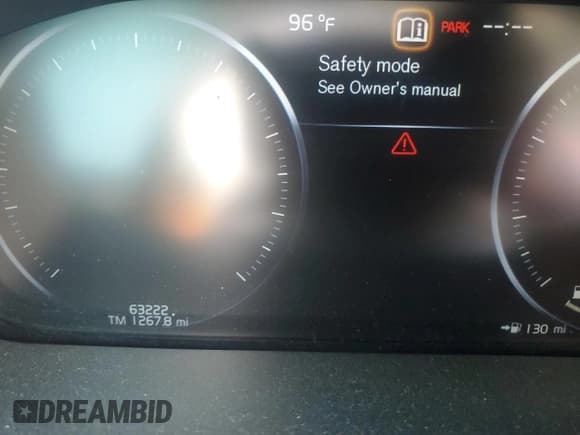 96 °F
PARK --:--
Safety mode
See Owner's manual
63222
TM 1267.8 mi
130 mi
DREAMBID